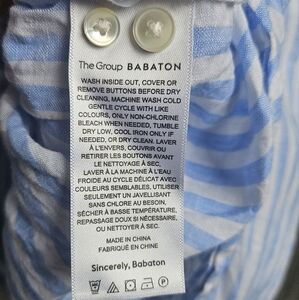 The Group BABATON
WASH INSIDE OUT, COVER OR
REMOVE BUTTONS BEFORE DRY
CLEANING, MACHINE WASH COLD
GENTLE CYCLE WITH LIKE
COLOURS, ONLY NON-CHLORINE
BLEACH WHEN NEEDED, TUMBLE
DRY LOW, COOL IRON ONLY IF
NEEDED, OR DRY CLEAN. LAVER
À L'ENVERS, COUVRIR OU
RETIRER LES BOUTONS AVANT
LE NETTOYAGE À SEC,
LAVER À LA MACHINE À L'EAU
FROIDE AU CYCLE DÉLICAT AVEC
COULEURS SEMBLABLES, UTILISER
SEULEMENT UN JAVELLISANT
SANS CHLORE AU BESOIN,
SÉCHER À BASSE TEMPÉRATURE,
REPASSAGE DOUX SI NÉCESSAIRE,
OU NETTOYER À SEC.
MADE IN CHINA
FABRIQUÉ EN CHINE
Sincerely, Babaton